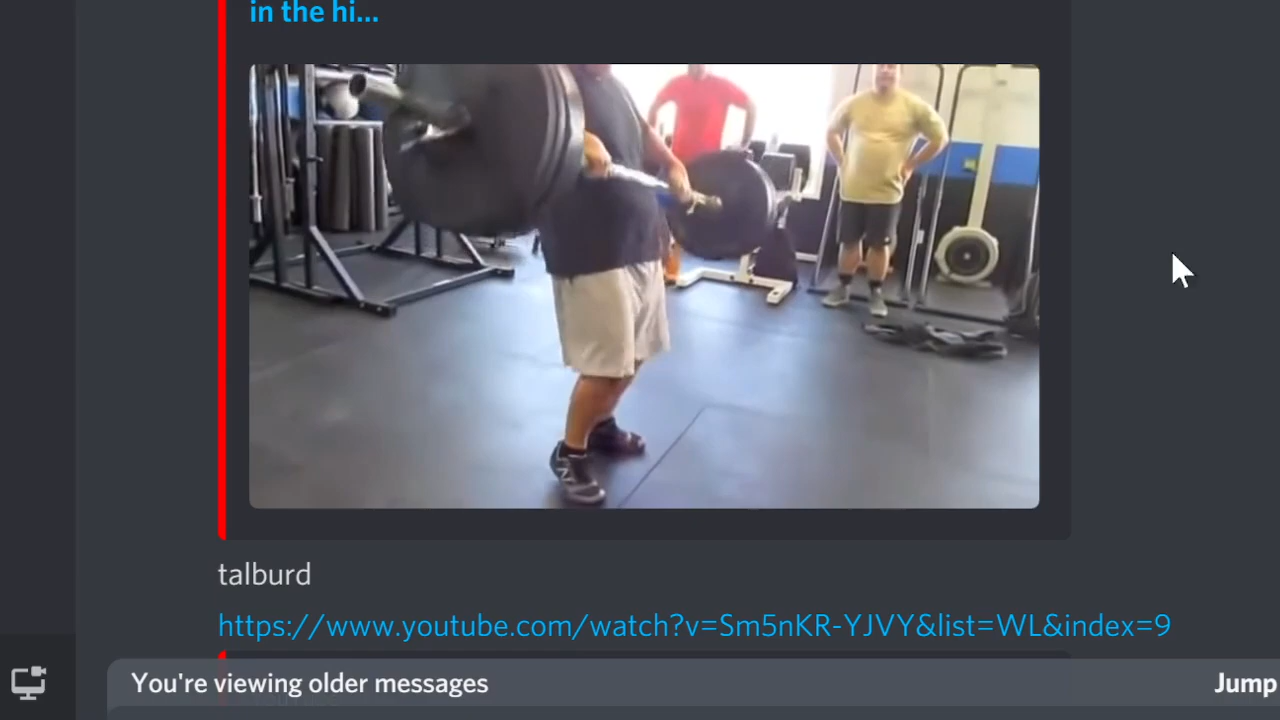 in the hi...
talburd
https://www.youtube.com/watch?v=Sm5nKR-YJVY&list=WL&index=9
You're viewing older messages
Jump